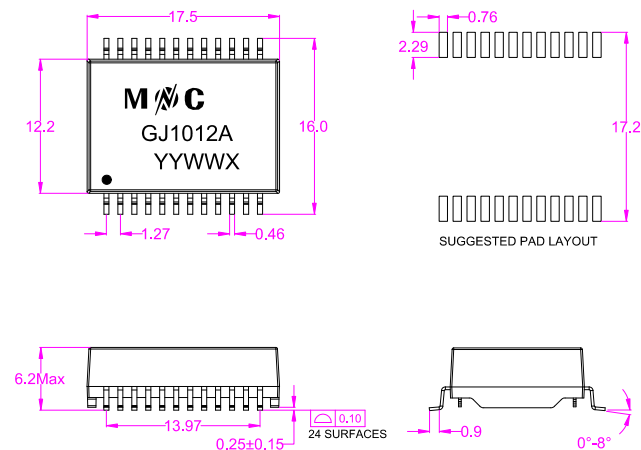 17.5
0.76
2.29
M C
GJ1012A
YYWWX
12.2
16.0
17.2
1.27
0.46
SUGGESTED PAD LAYOUT
6.2Max
13.97
0.25±0.15
0.10
24 SURFACES
0.9
0°-8°